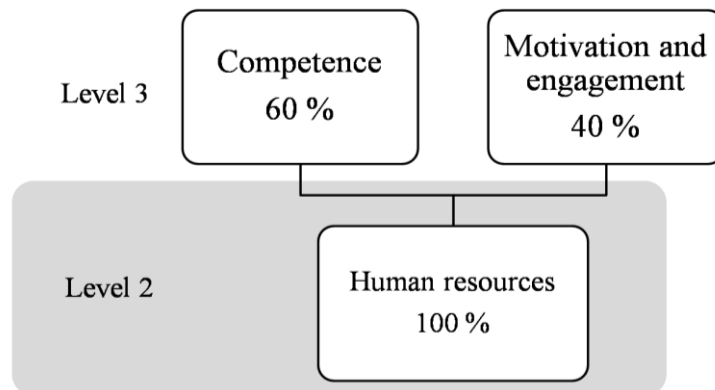 Level 3
Competence
60 %
Motivation and
engagement
40 %
Level 2
Human resources
100 %